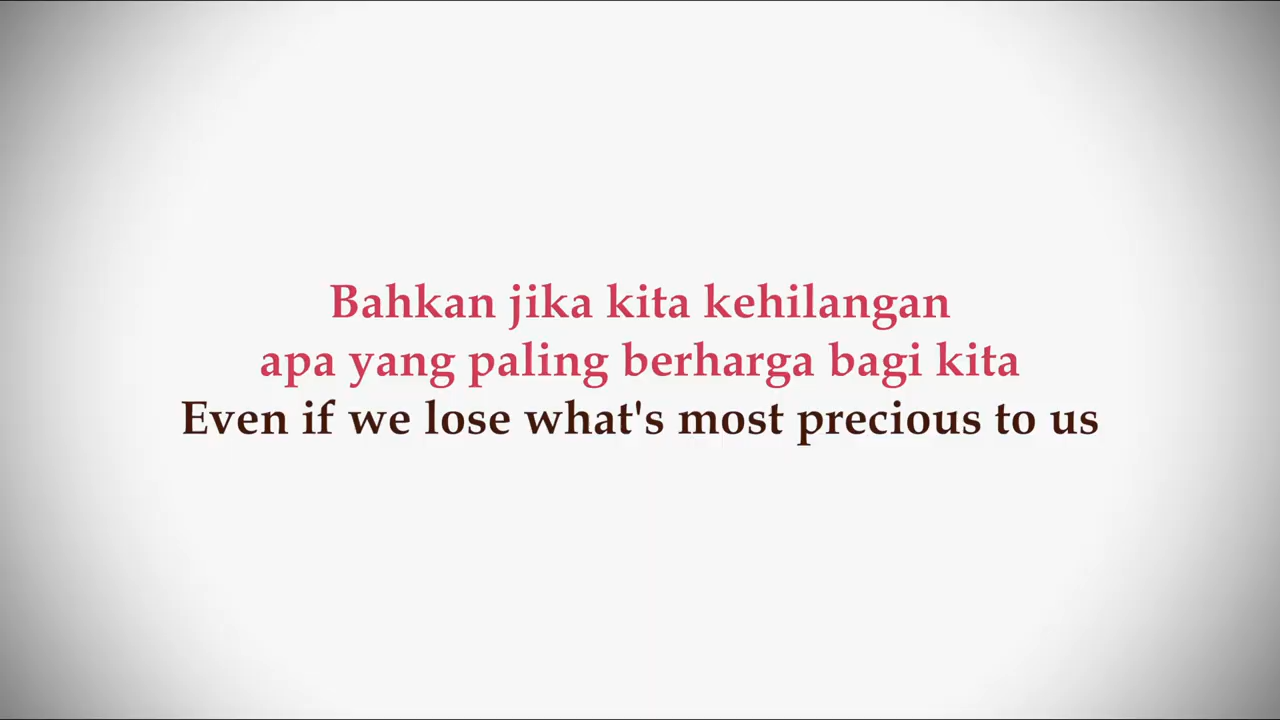 Bahkan jika kita kehilangan
apa yang paling berharga bagi kita
Even if we lose what's most precious to us